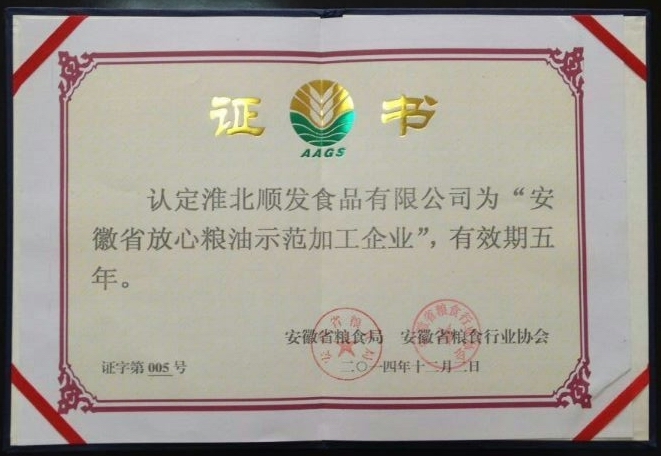 证书
AAGS
认定淮北顺发食品有限公司为“安
徽省放心粮油示范加工企业”，有效期五
年。
安徽省粮食局 安徽省粮食行业协会
二〇一四年十二月二日
证字第 005 号